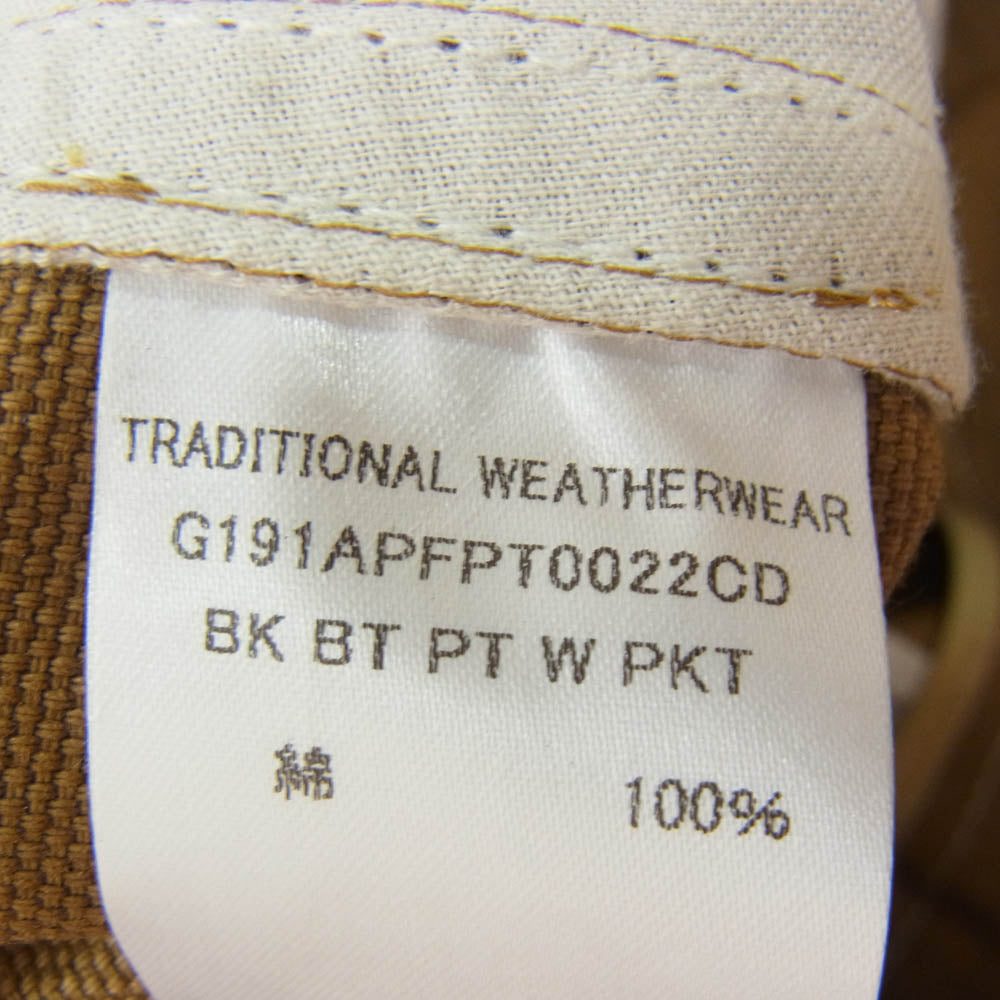 TRADITIONAL WEATHERWEAR
G191APFPT0022CD
BK BT PT W PKT
綿 100%